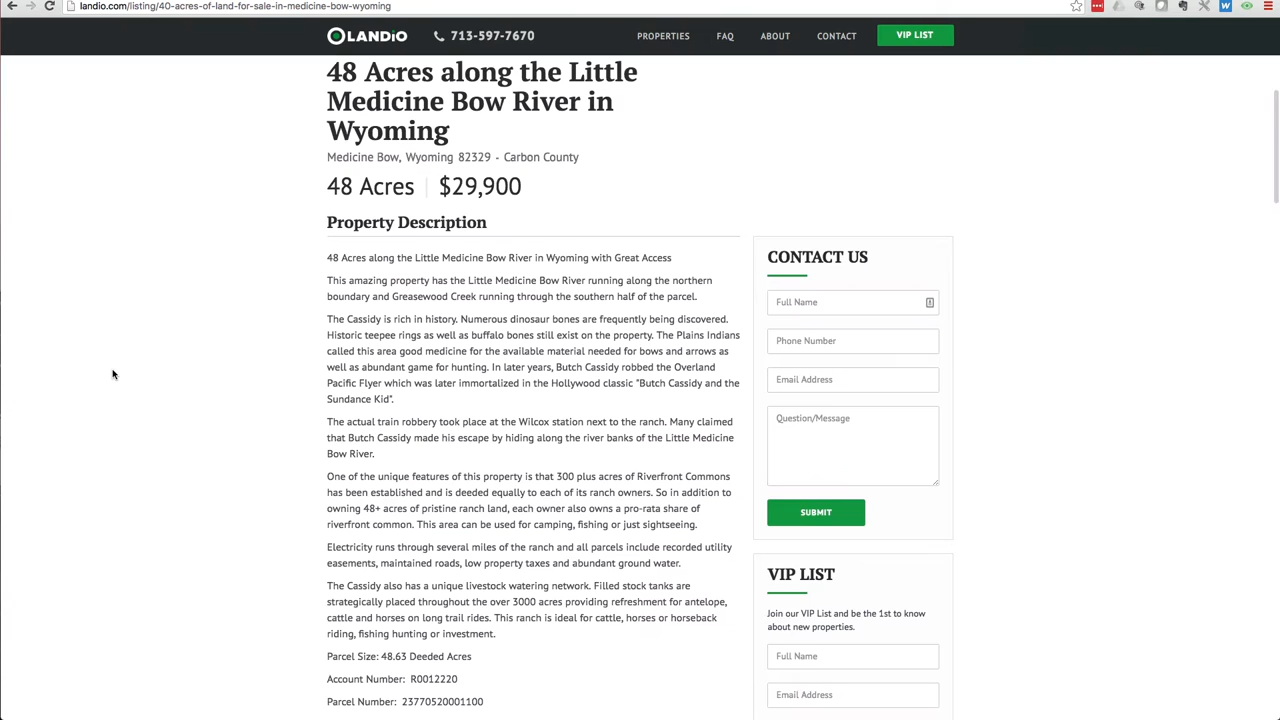 landio.com/listing/40-acres-of-land-for-sale-in-medicine-bow-wyoming
LANDiO
713-597-7670
PROPERTIES
FAQ
ABOUT
CONTACT
VIP LIST
48 Acres along the Little
Medicine Bow River in
Wyoming
Medicine Bow, Wyoming 82329 - Carbon County
48 Acres | $29,900
Property Description
48 Acres along the Little Medicine Bow River in Wyoming with Great Access
This amazing property has the Little Medicine Bow River running along the northern
boundary and Greasewood Creek running through the southern half of the parcel.
The Cassidy is rich in history. Numerous dinosaur bones are frequently being discovered.
Historic teepee rings as well as buffalo bones still exist on the property. The Plains Indians
called this area good medicine for the available material needed for bows and arrows as
well as abundant game for hunting. In later years, Butch Cassidy robbed the Overland
Pacific Flyer which was later immortalized in the Hollywood classic "Butch Cassidy and the
Sundance Kid".
The actual train robbery took place at the Wilcox station next to the ranch. Many claimed
that Butch Cassidy made his escape by hiding along the river banks of the Little Medicine
Bow River.
One of the unique features of this property is that 300 plus acres of Riverfront Commons
has been established and is deeded equally to each of its ranch owners. So in addition to
owning 48+ acres of pristine ranch land, each owner also owns a pro-rata share of
riverfront common. This area can be used for camping, fishing or just sightseeing.
Electricity runs through several miles of the ranch and all parcels include recorded utility
easements, maintained roads, low property taxes and abundant ground water.
The Cassidy also has a unique livestock watering network. Filled stock tanks are
strategically placed throughout the over 3000 acres providing refreshment for antelope,
cattle and horses on long trail rides. This ranch is ideal for cattle, horses or horseback
riding, fishing hunting or investment.
Parcel Size: 48.63 Deeded Acres
Account Number: R0012220
Parcel Number: 23770520001100
CONTACT US
Full Name
Phone Number
Email Address
Question/Message
SUBMIT
VIP LIST
Join our VIP List and be the 1st to know
about new properties.
Full Name
Email Address